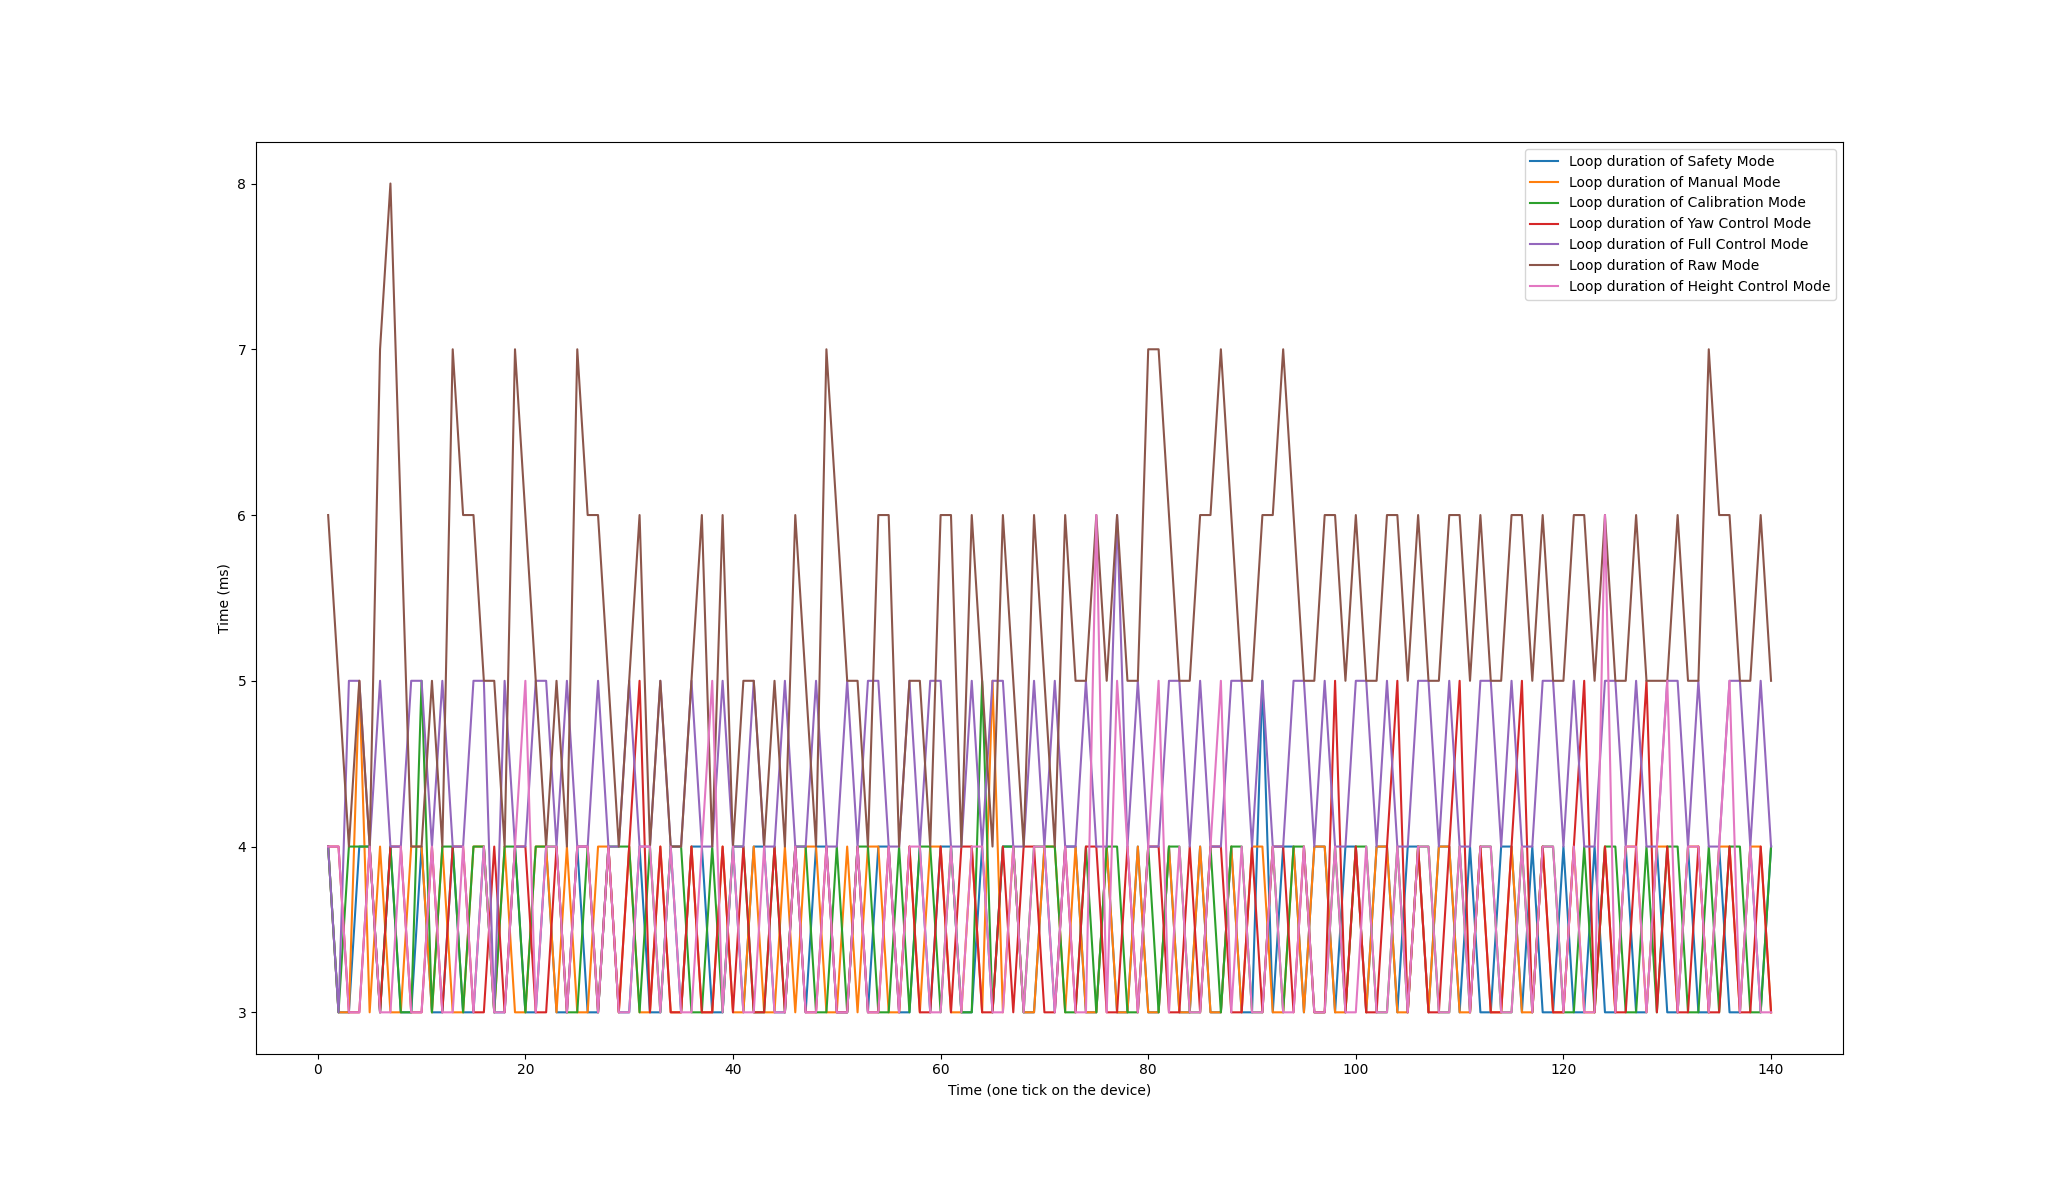 Loop duration of Safety Mode
Loop duration of Manual Mode
Loop duration of Calibration Mode
Loop duration of Yaw Control Mode
Loop duration of Full Control Mode
Loop duration of Raw Mode
Loop duration of Height Control Mode
8
7
6
5
4
3
Time (ms)
0 20 40 60 80 100 120 140
Time (one tick on the device)